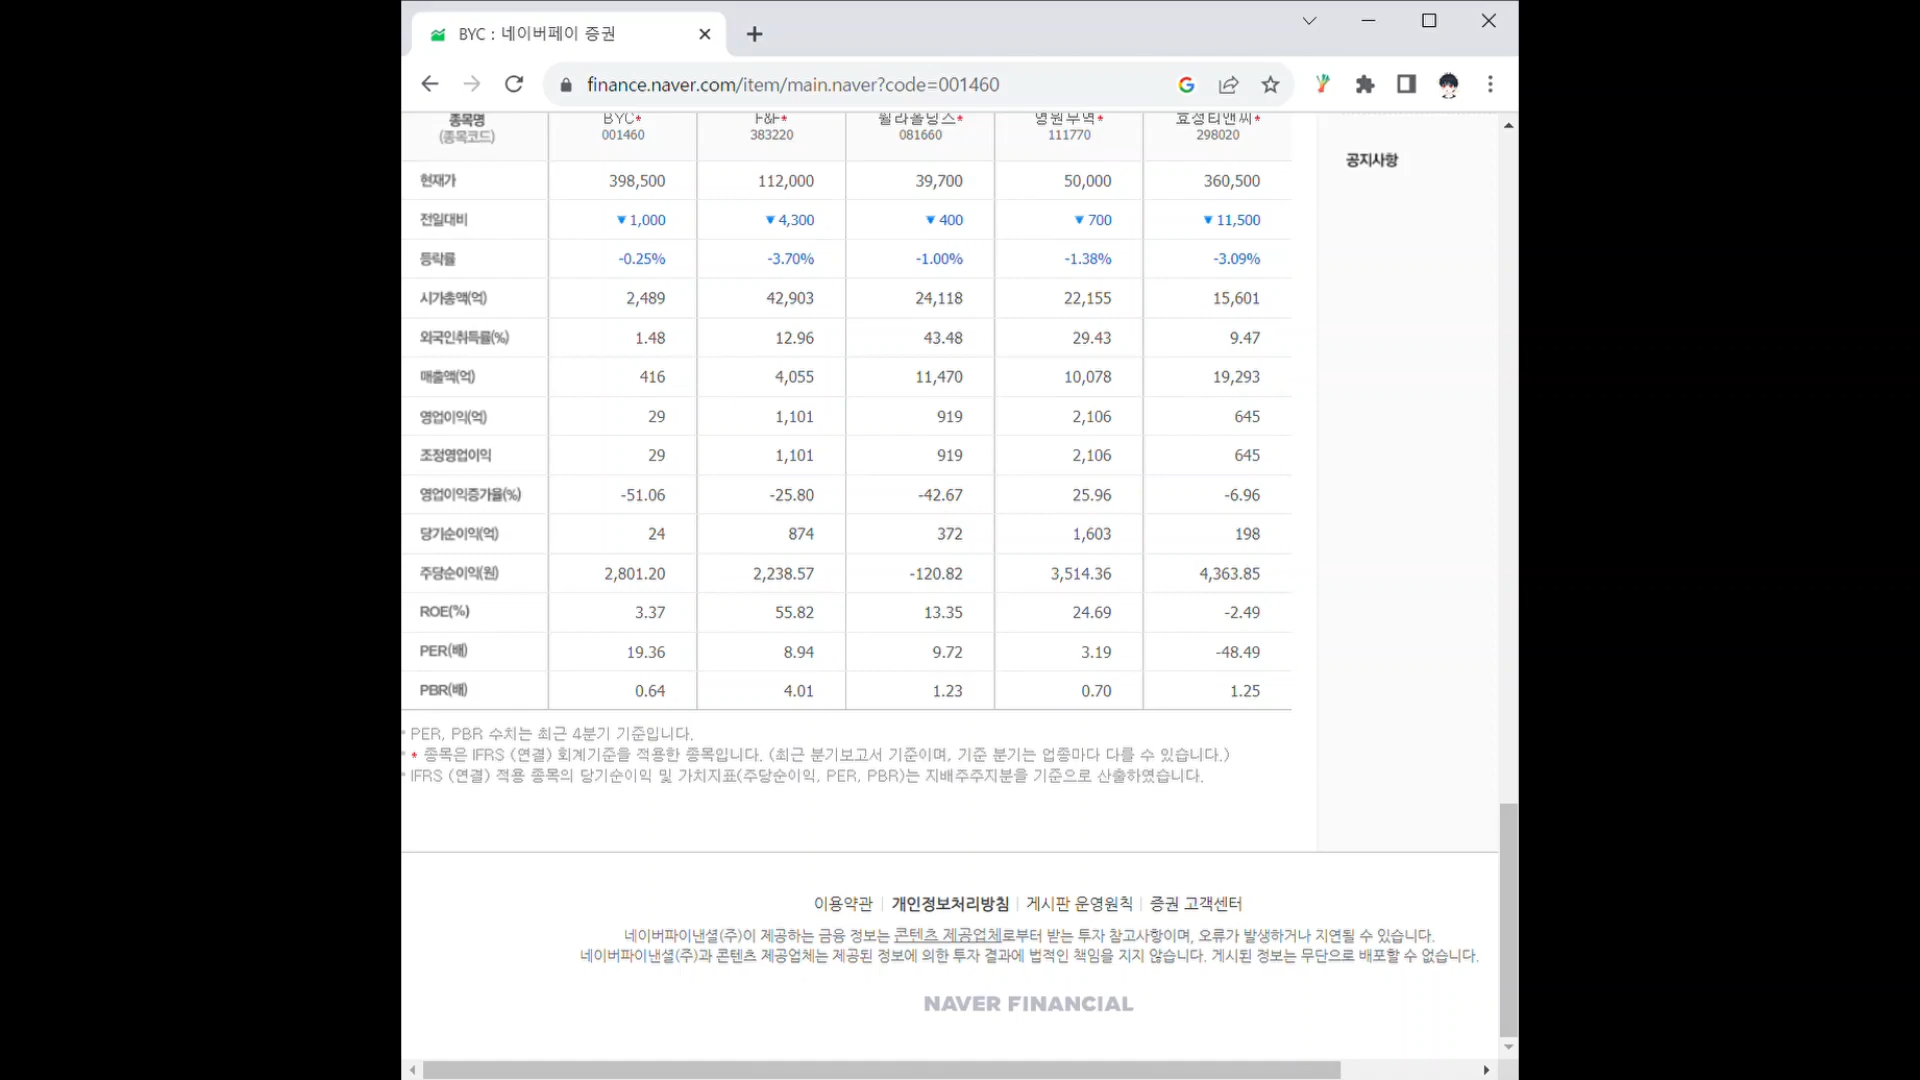 BYC : 네이버페이 증권
finance.naver.com/item/main.naver?code=001460
종목명 BYC* F&F* 휠라홀딩스* 영원무역* 효성티앤씨*
(종목코드) 001460 383220 081660 111770 298020
공지사항
현재가 398,500 112,000 39,700 50,000 360,500
전일대비 ▼1,000 ▼4,300 ▼400 ▼700 ▼11,500
등락률 -0.25% -3.70% -1.00% -1.38% -3.09%
시가총액(억) 2,489 42,903 24,118 22,155 15,601
외국인취득률(%) 1.48 12.96 43.48 29.43 9.47
매출액(억) 416 4,055 11,470 10,078 19,293
영업이익(억) 29 1,101 919 2,106 645
조정영업이익 29 1,101 919 2,106 645
영업이익증가율(%) -51.06 -25.80 -42.67 25.96 -6.96
당기순이익(억) 24 874 372 1,603 198
주당순이익(원) 2,801.20 2,238.57 -120.82 3,514.36 4,363.85
ROE(%) 3.37 55.82 13.35 24.69 -2.49
PER(배) 19.36 8.94 9.72 3.19 -48.49
PBR(배) 0.64 4.01 1.23 0.70 1.25
* PER, PBR 수치는 최근 4분기 기준입니다.
* * 종목은 IFRS (연결) 회계기준을 적용한 종목입니다. (최근 분기보고서 기준이며, 기준 분기는 업종마다 다를 수 있습니다.)
* IFRS (연결) 적용 종목의 당기순이익 및 가치지표(주당순이익, PER, PBR)는 지배주주지분을 기준으로 산출하였습니다.
이용약관 | 개인정보처리방침 | 게시판 운영원칙 | 증권 고객센터
네이버파이낸셜(주)이 제공하는 금융 정보는 콘텐츠 제공업체로부터 받는 투자 참고사항이며, 오류가 발생하거나 지연될 수 있습니다.
네이버파이낸셜(주)과 콘텐츠 제공업체는 제공된 정보에 의한 투자 결과에 법적인 책임을 지지 않습니다. 게시된 정보는 무단으로 배포할 수 없습니다.
NAVER FINANCIAL